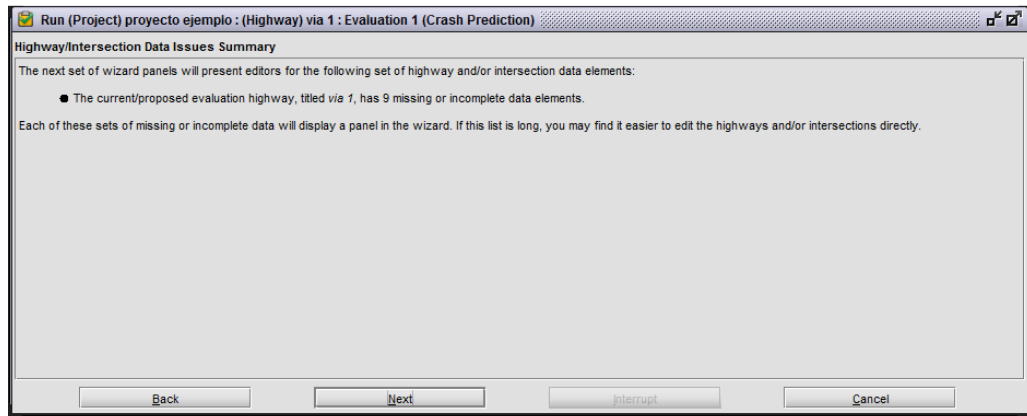 Run (Project) proyecto ejemplo : (Highway) via 1 : Evaluation 1 (Crash Prediction)
Highway/Intersection Data Issues Summary
The next set of wizard panels will present editors for the following set of highway and/or intersection data elements:
The current/proposed evaluation highway, titled via 1, has 9 missing or incomplete data elements.
Each of these sets of missing or incomplete data will display a panel in the wizard. If this list is long, you may find it easier to edit the highways and/or intersections directly.
Back Next Interrupt Cancel